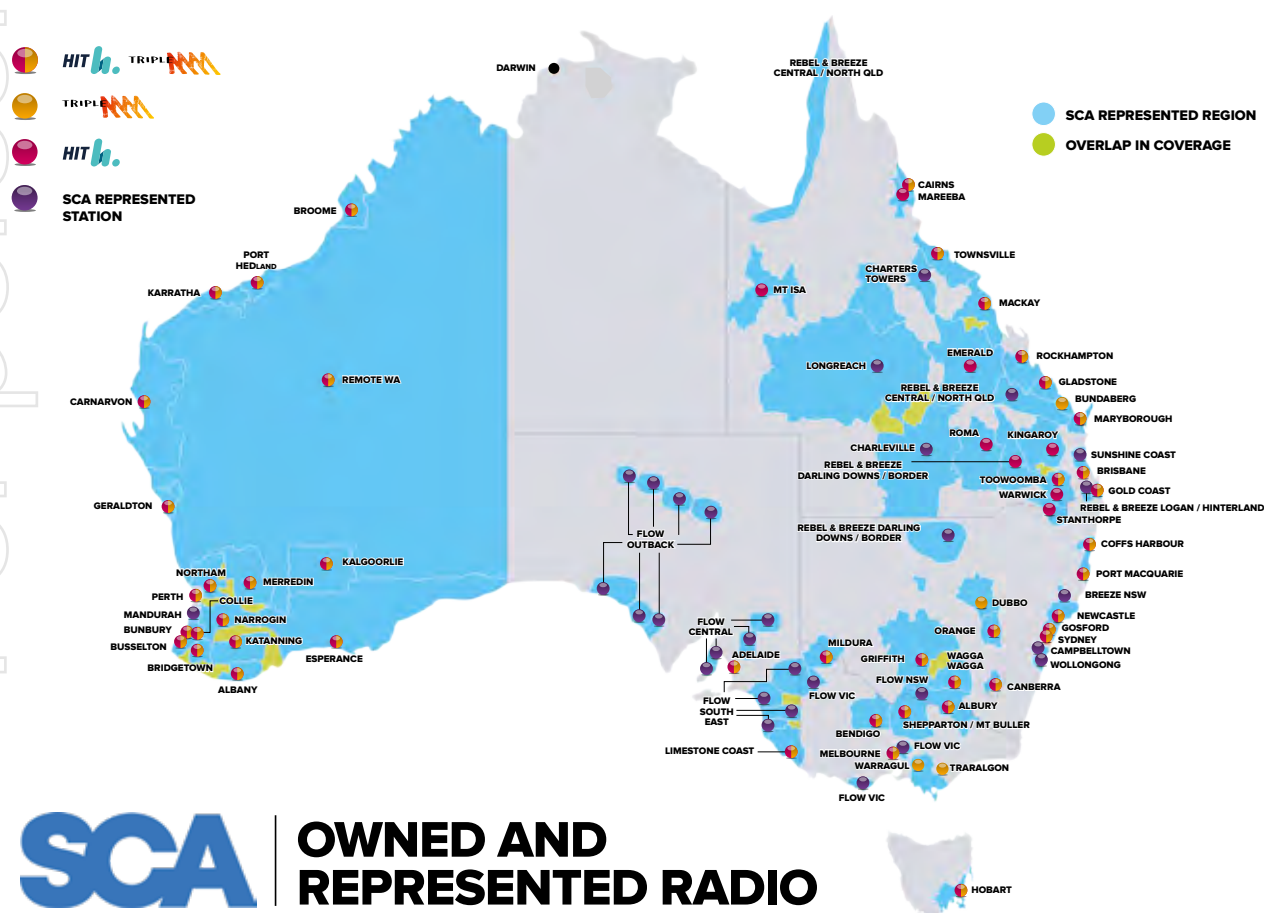 HIT h. TRIPLE MMM
TRIPLE MMM
HIT h.
SCA REPRESENTED
STATION
DARWIN
REBEL & BREEZE
CENTRAL / NORTH QLD
SCA REPRESENTED REGION
OVERLAP IN COVERAGE
CAIRNS
MAREEBA
BROOME
PORT
HEDLAND
KARRATHA
TOWNSVILLE
CHARTERS
TOWERS
MT ISA
MACKAY
REMOTE WA
CARNARVON
LONGREACH
EMERALD
ROCKHAMPTON
REBEL & BREEZE
CENTRAL / NORTH QLD
GLADSTONE
BUNDABERG
MARYBOROUGH
ROMA
KINGAROY
CHARLEVILLE
SUNSHINE COAST
REBEL & BREEZE
DARLING DOWNS / BORDER
BRISBANE
TOOWOOMBA
GOLD COAST
WARWICK
REBEL & BREEZE LOGAN / HINTERLAND
STANTHORPE
GERALDTON
FLOW
OUTBACK
REBEL & BREEZE DARLING
DOWNS / BORDER
COFFS HARBOUR
KALGOORLIE
NORTHAM
MERREDIN
PORT MACQUARIE
PERTH
COLLIE
MANDURAH
NARROGIN
BUNBURY
KATANNING
BUSSELTON
BRIDGETOWN
ESPERANCE
ALBANY
BREEZE NSW
DUBBO
NEWCASTLE
GOSFORD
SYDNEY
CAMPBELLTOWN
WOLLONGONG
ORANGE
FLOW
CENTRAL
ADELAIDE
MILDURA
GRIFFITH
WAGGA
WAGGA
FLOW NSW
CANBERRA
FLOW VIC
FLOW
SOUTH
EAST
ALBURY
SHEPPARTON / MT BULLER
BENDIGO
LIMESTONE COAST
MELBOURNE
FLOW VIC
WARRAGUL
TRARALGON
FLOW VIC
SCA
OWNED AND
REPRESENTED RADIO
HOBART